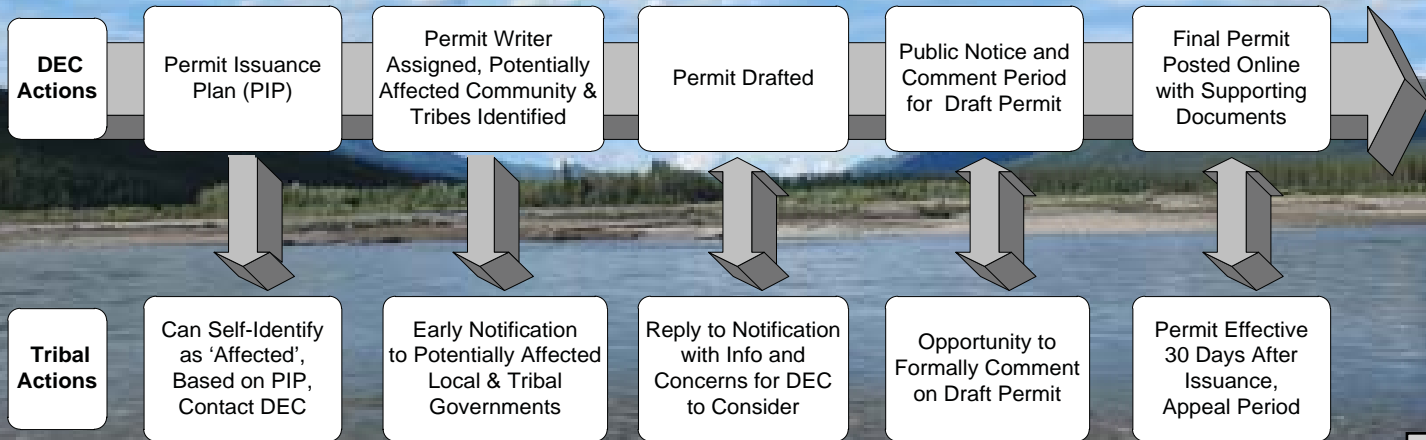 DEC
Actions
Permit Issuance
Plan (PIP)
Permit Writer
Assigned, Potentially
Affected Community &
Tribes Identified
Permit Drafted
Public Notice and
Comment Period
for Draft Permit
Final Permit
Posted Online
with Supporting
Documents
Tribal
Actions
Can Self-Identify
as ‘Affected’,
Based on PIP,
Contact DEC
Early Notification
to Potentially Affected
Local & Tribal
Governments
Reply to Notification
with Info and
Concerns for DEC
to Consider
Opportunity to
Formally Comment
on Draft Permit
Permit Effective
30 Days After
Issuance,
Appeal Period